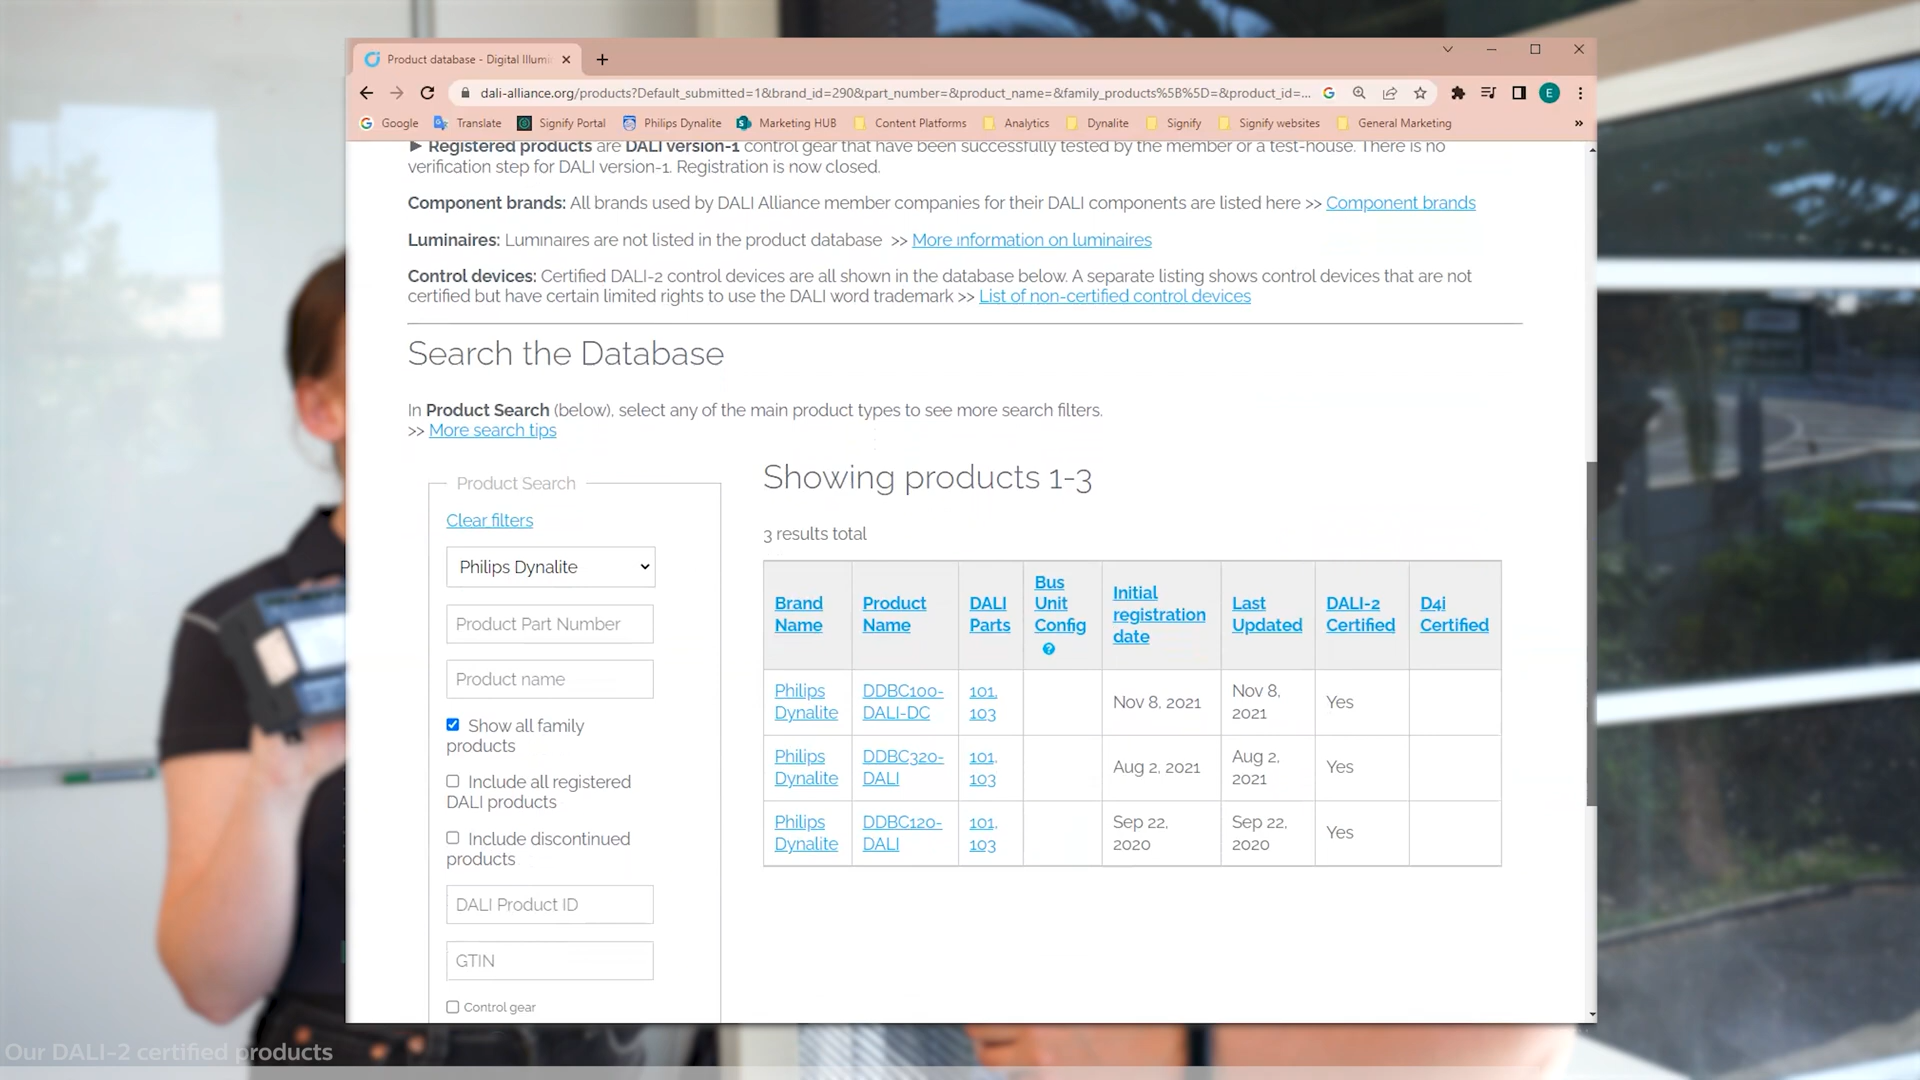 Product database - Digital Illumi
dali-alliance.org/products?Default_submitted=1&brand_id=290&part_number=&product_name=&family_products%5B%5D=&product_id=...
E
Google
Translate
Signify Portal
Philips Dynalite
Marketing HUB
Content Platforms
Analytics
Dynalite
Signify
Signify websites
General Marketing
»
► Registered products are DALI version-1 control gear that have been successfully tested by the member or a test-house. There is no
verification step for DALI version-1. Registration is now closed.
Component brands: All brands used by DALI Alliance member companies for their DALI components are listed here >> Component brands
Luminaires: Luminaires are not listed in the product database >> More information on luminaires
Control devices: Certified DALI-2 control devices are all shown in the database below. A separate listing shows control devices that are not
certified but have certain limited rights to use the DALI word trademark >> List of non-certified control devices
Search the Database
In Product Search (below), select any of the main product types to see more search filters.
>> More search tips
Product Search
Clear filters
Philips Dynalite
Product Part Number
Product name
Show all family
products
Include all registered
DALI products
Include discontinued
products
DALI Product ID
GTIN
Control gear
Showing products 1-3
3 results total
Brand
Name
Product
Name
DALI
Parts
Bus
Unit
Config
?
Initial
registration
date
Last
Updated
DALI-2
Certified
D4i
Certified
Philips
Dynalite
DDBC100-
DALI-DC
101,
103
Nov 8, 2021
Nov 8,
2021
Yes
Philips
Dynalite
DDBC320-
DALI
101,
103
Aug 2, 2021
Aug 2,
2021
Yes
Philips
Dynalite
DDBC120-
DALI
101,
103
Sep 22,
2020
Sep 22,
2020
Yes
Our DALI-2 certified products